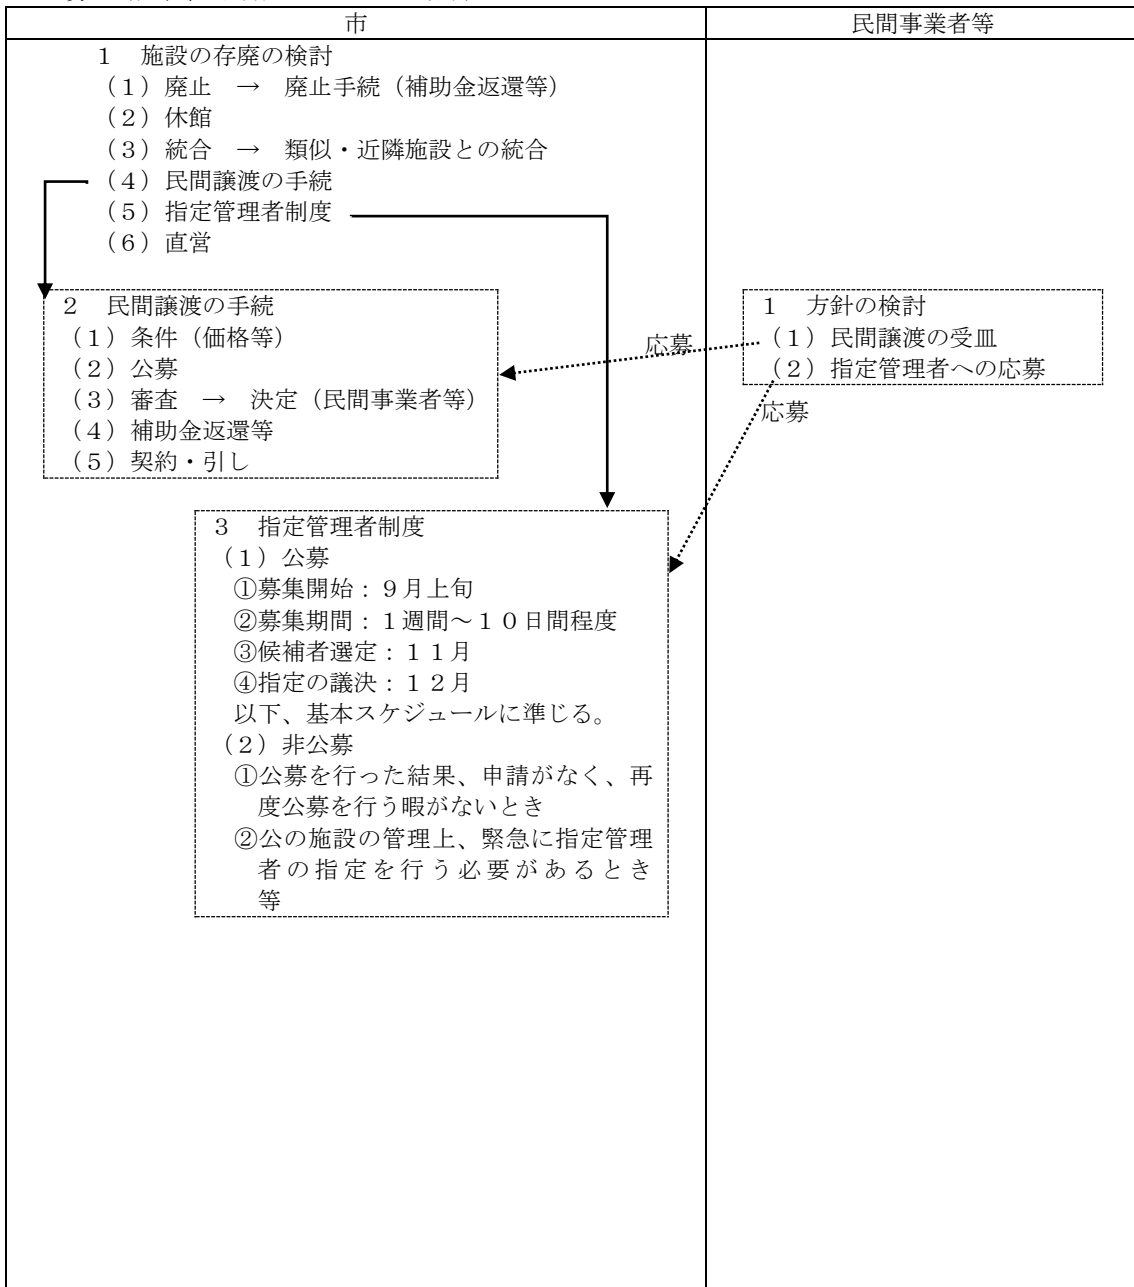 市
民間事業者等
1　施設の存廃の検討
（1）廃止　→　廃止手続（補助金返還等）
（2）休館
（3）統合　→　類似・近隣施設との統合
（4）民間譲渡の手続
（5）指定管理者制度
（6）直営
2　民間譲渡の手続
（1）条件（価格等）
（2）公募
（3）審査　→　決定（民間事業者等）
（4）補助金返還等
（5）契約・引し
1　方針の検討
（1）民間譲渡の受皿
（2）指定管理者への応募
応募
応募
3　指定管理者制度
（1）公募
①募集開始：９月上旬
②募集期間：１週間～１０日間程度
③候補者選定：１１月
④指定の議決：１２月
以下、基本スケジュールに準じる。
（2）非公募
①公募を行った結果、申請がなく、再
度公募を行う暇がないとき
②公の施設の管理上、緊急に指定管理
者の指定を行う必要があるとき
等